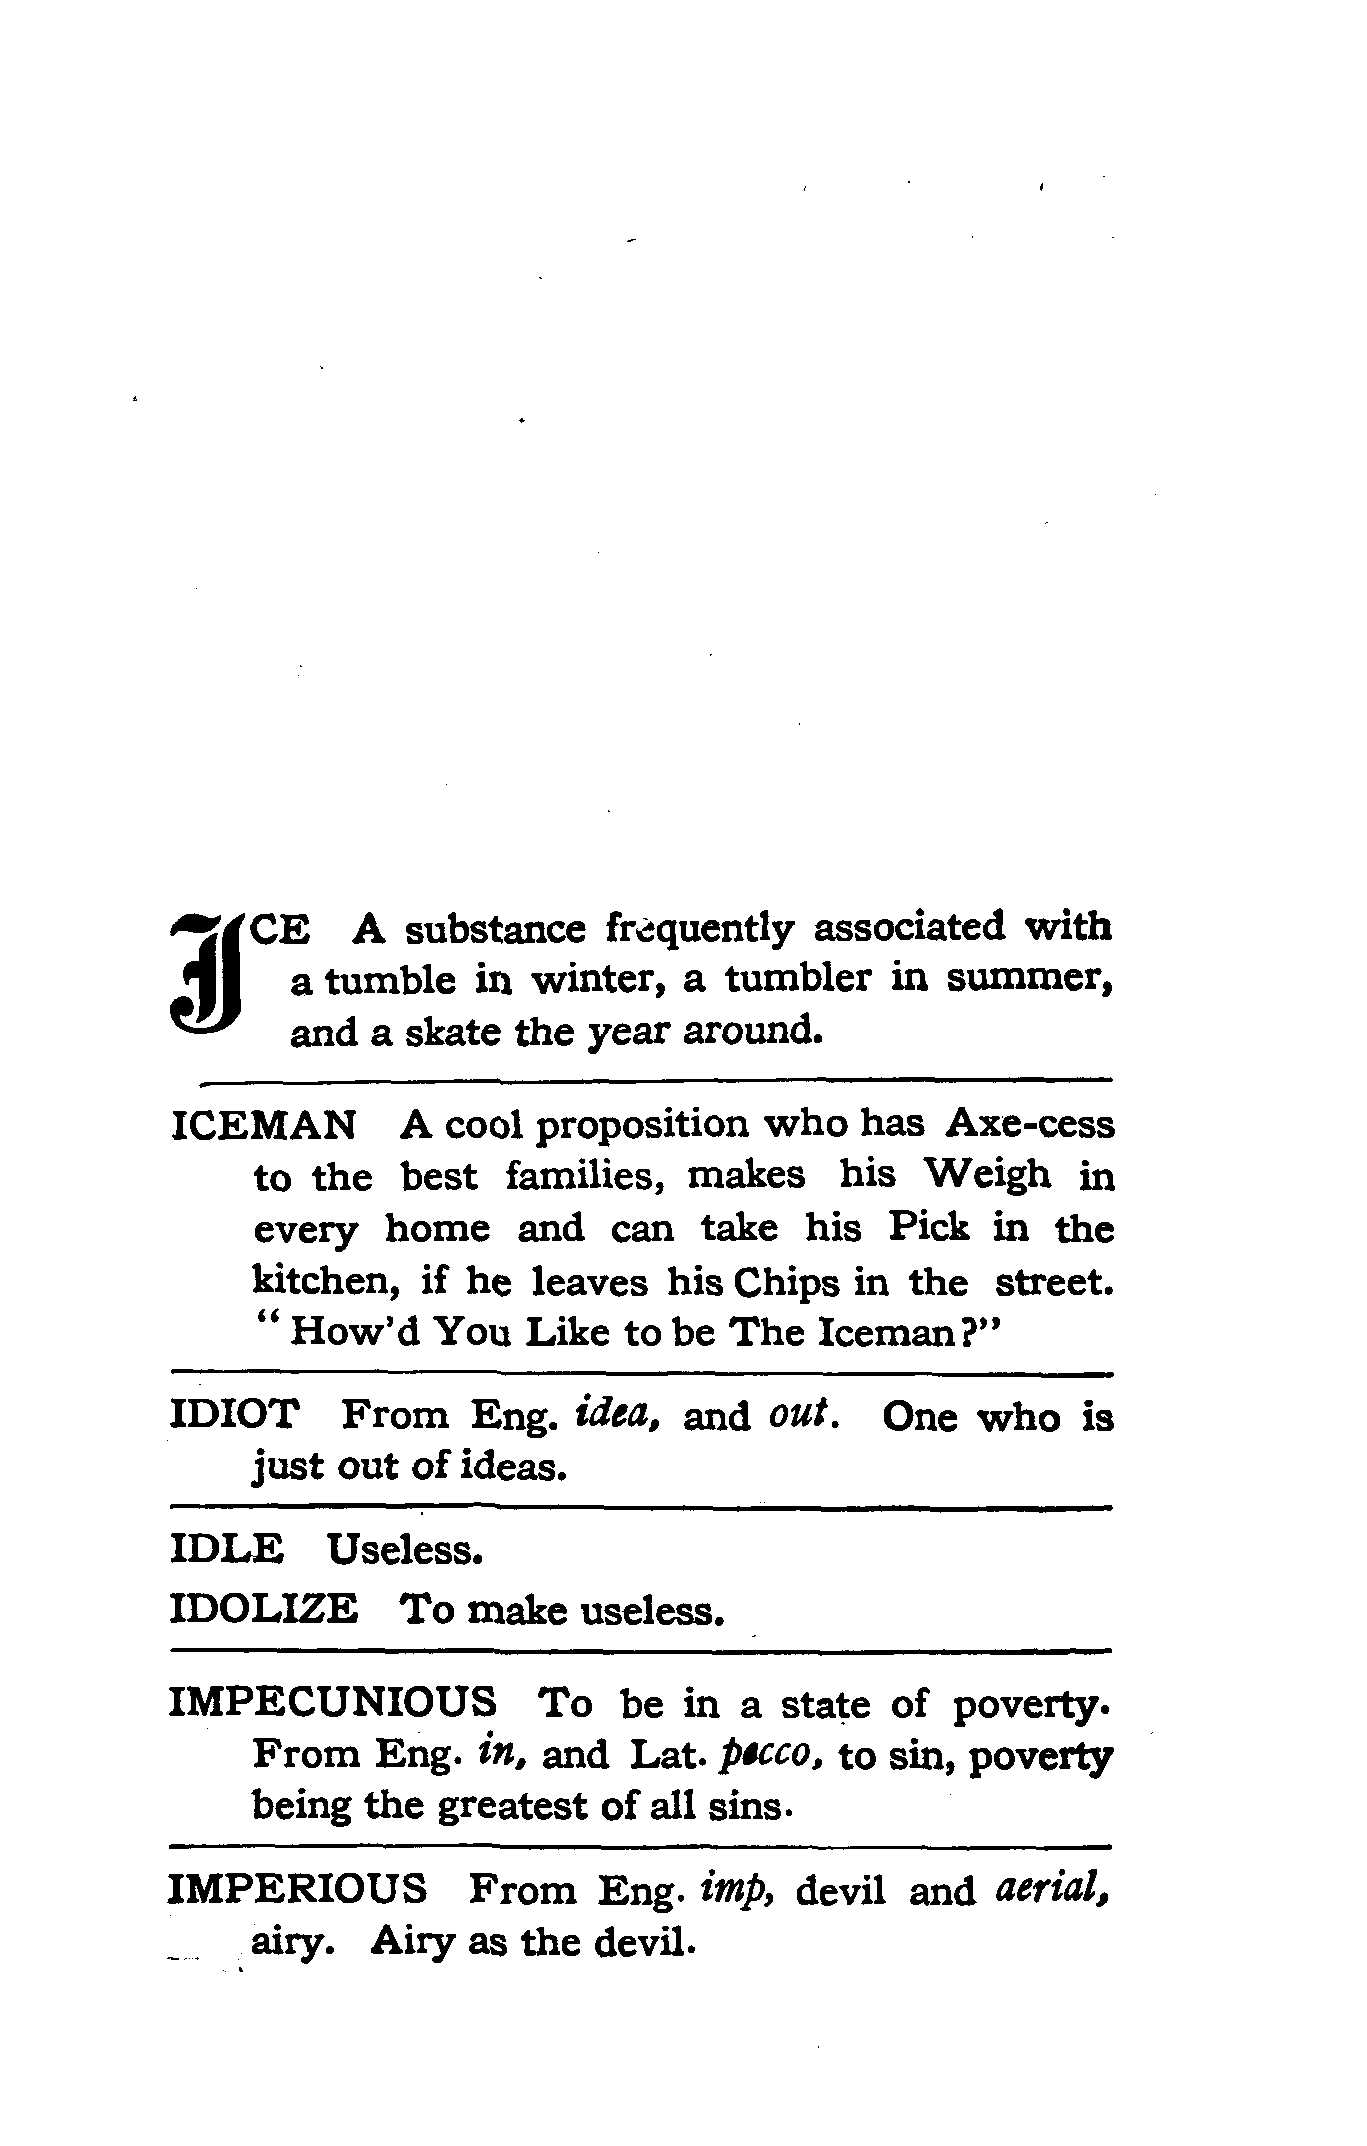 ICE A substance frequently associated with
a tumble in winter, a tumbler in summer,
and a skate the year around.
ICEMAN A cool proposition who has Axe-cess
to the best families, makes his Weigh in
every home and can take his Pick in the
kitchen, if he leaves his Chips in the street.
“How’d You Like to be The Iceman?”
IDIOT From Eng. idea, and out. One who is
just out of ideas.
IDLE Useless.
IDOLIZE To make useless.
IMPECUNIOUS To be in a state of poverty.
From Eng. in, and Lat. pecco, to sin, poverty
being the greatest of all sins.
IMPERIOUS From Eng. imp, devil and aerial,
airy. Airy as the devil.